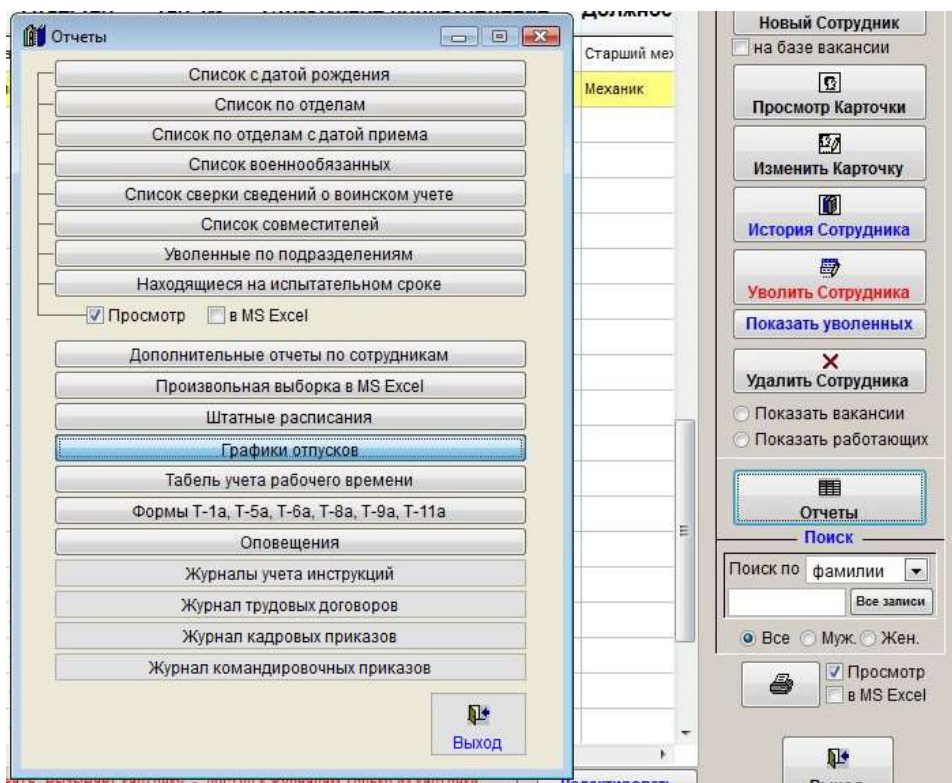 Отчеты
Список с датой рождения
Список по отделам
Список по отделам с датой приема
Список военнообязанных
Список сверки сведений о воинском учете
Список совместителей
Уволенные по подразделениям
Находящиеся на испытательном сроке
Просмотр в MS Excel
Дополнительные отчеты по сотрудникам
Произвольная выборка в MS Excel
Штатные расписания
Графики отпусков
Табель учета рабочего времени
Формы Т-1а, Т-5а, Т-6а, Т-8а, Т-9а, Т-11а
Оповещения
Журналы учета инструкций
Журнал трудовых договоров
Журнал кадровых приказов
Журнал командировочных приказов
Выход
Старший мех
Механик
Новый Сотрудник
на базе вакансии
Просмотр Карточки
Изменить Карточку
История Сотрудника
Уволить Сотрудника
Показать уволенных
Удалить Сотрудника
Показать вакансии
Показать работающих
Отчеты
Поиск
Поиск по фамилии
Все записи
Все Муж. Жен.
Просмотр
в MS Excel